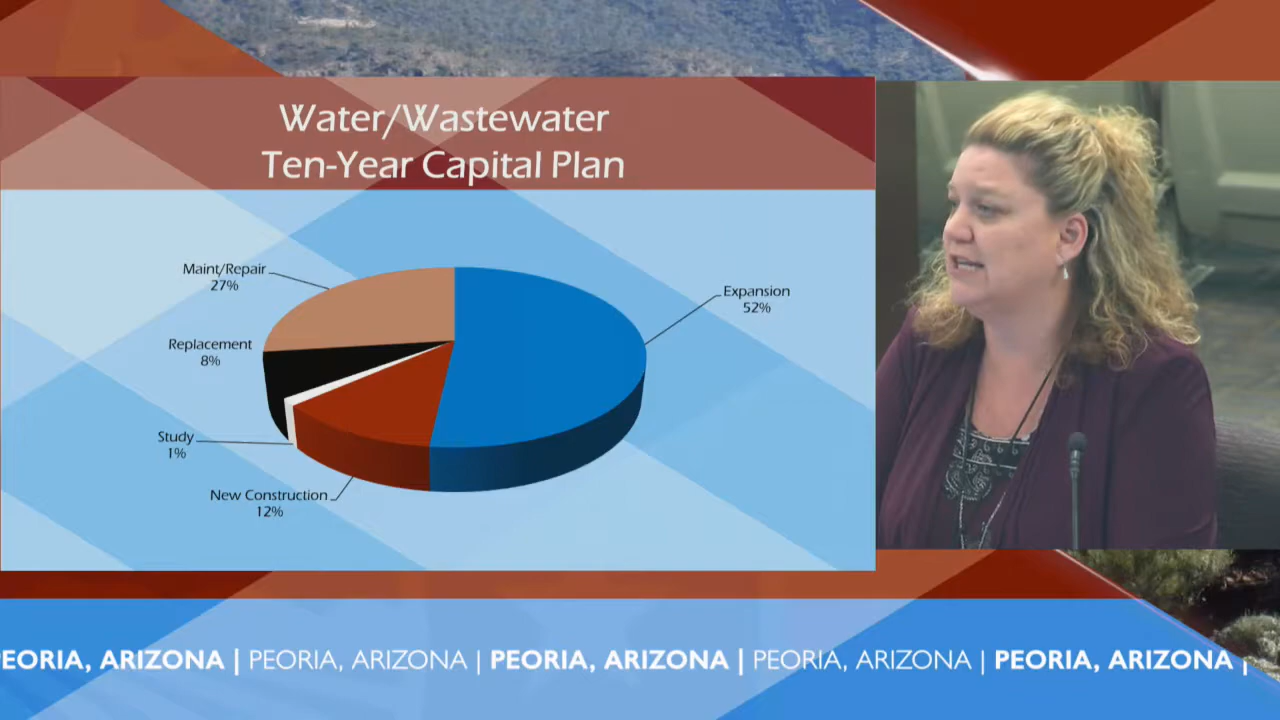 Water/Wastewater
Ten-Year Capital Plan
Maint/Repair
27%
Expansion
52%
Replacement
8%
Study
1%
New Construction
12%
PEORIA, ARIZONA | PEORIA, ARIZONA | PEORIA, ARIZONA | PEORIA, ARIZONA | PEORIA, ARIZONA |